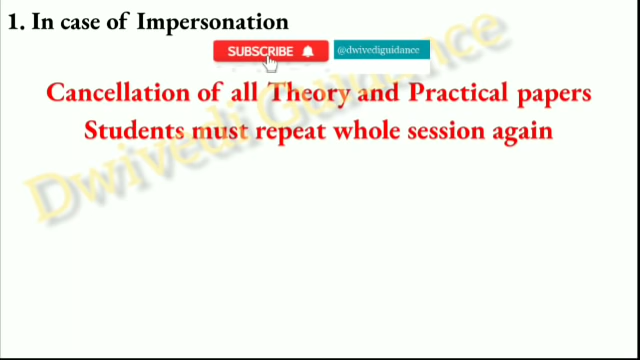 1. In case of Impersonation
SUBSCRIBE
@dwivediguidance
Cancellation of all Theory and Practical papers
Students must repeat whole session again
Dwivedi Guidance